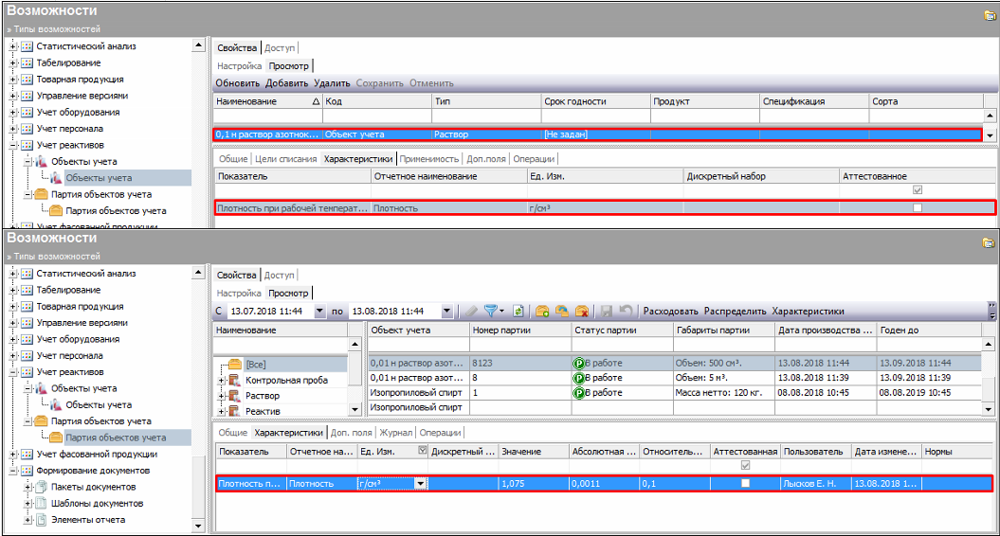 Возможности
» Типы возможностей
Статистический анализ
Табелирование
Товарная продукция
Управление версиями
Учет оборудования
Учет персонала
Учет реактивов
Объекты учета
Объекты учета
Партия объектов учета
Партия объектов учета
Учет фасованной продукции
Свойства Доступ
Настройка Просмотр
Обновить Добавить Удалить Сохранить Отменить
Наименование Код Тип Срок годности Продукт Спецификация Сорта
0,1 н раствор азотнок... Объект учета Раствор [Не задан]
Общие Цели списания Характеристики Применимость Доп.поля Операции
Показатель Отчетное наименование Ед. Изм. Дискретный набор Аттестованное
Плотность при рабочей температ... Плотность г/см³
Возможности
» Типы возможностей
Статистический анализ
Табелирование
Товарная продукция
Управление версиями
Учет оборудования
Учет персонала
Учет реактивов
Объекты учета
Объекты учета
Партия объектов учета
Партия объектов учета
Учет фасованной продукции
Формирование документов
Пакеты документов
Шаблоны документов
Элементы отчета
Свойства Доступ
Настройка Просмотр
С 13.07.2018 11:44 по 13.08.2018 11:44 Расходовать Распределить Характеристики
Наименование
[Все]
Контрольная проба
Раствор
Реактив
Объект учета Номер партии Статус партии Габариты партии Дата производства ... Годен до
0,01 н раствор азот... 8123 В работе Объем: 500 см³. 13.08.2018 11:44 13.09.2018 11:44
0,01 н раствор азот... 8 В работе Объем: 5 м³. 13.08.2018 11:39 13.09.2018 11:39
Изопропиловый спирт 1 В работе Масса нетто: 120 кг. 08.08.2018 10:45 08.08.2019 10:45
Изопропиловый спирт
Общие Характеристики Доп. поля Журнал Операции
Показатель Отчетное на... Ед. Изм. Дискретный ... Значение Абсолютная ... Относитель... Аттестованная Пользователь Дата измене... Нормы
Плотность п... Плотность г/см³ 1,075 0,0011 0,1 Лысков Е. Н. 13.08.2018 1...